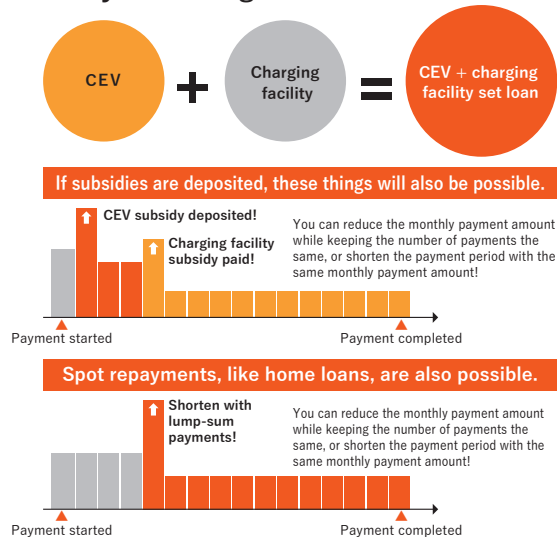 CEV
+
Charging
facility
=
CEV + charging
facility set loan
If subsidies are deposited, these things will also be possible.
CEV subsidy deposited!
Charging facility
subsidy paid!
You can reduce the monthly payment amount
while keeping the number of payments the
same, or shorten the payment period with the
same monthly payment amount!
Payment started
Payment completed
Spot repayments, like home loans, are also possible.
Shorten with
lump-sum
payments!
You can reduce the monthly payment amount
while keeping the number of payments the
same, or shorten the payment period with the
same monthly payment amount!
Payment started
Payment completed